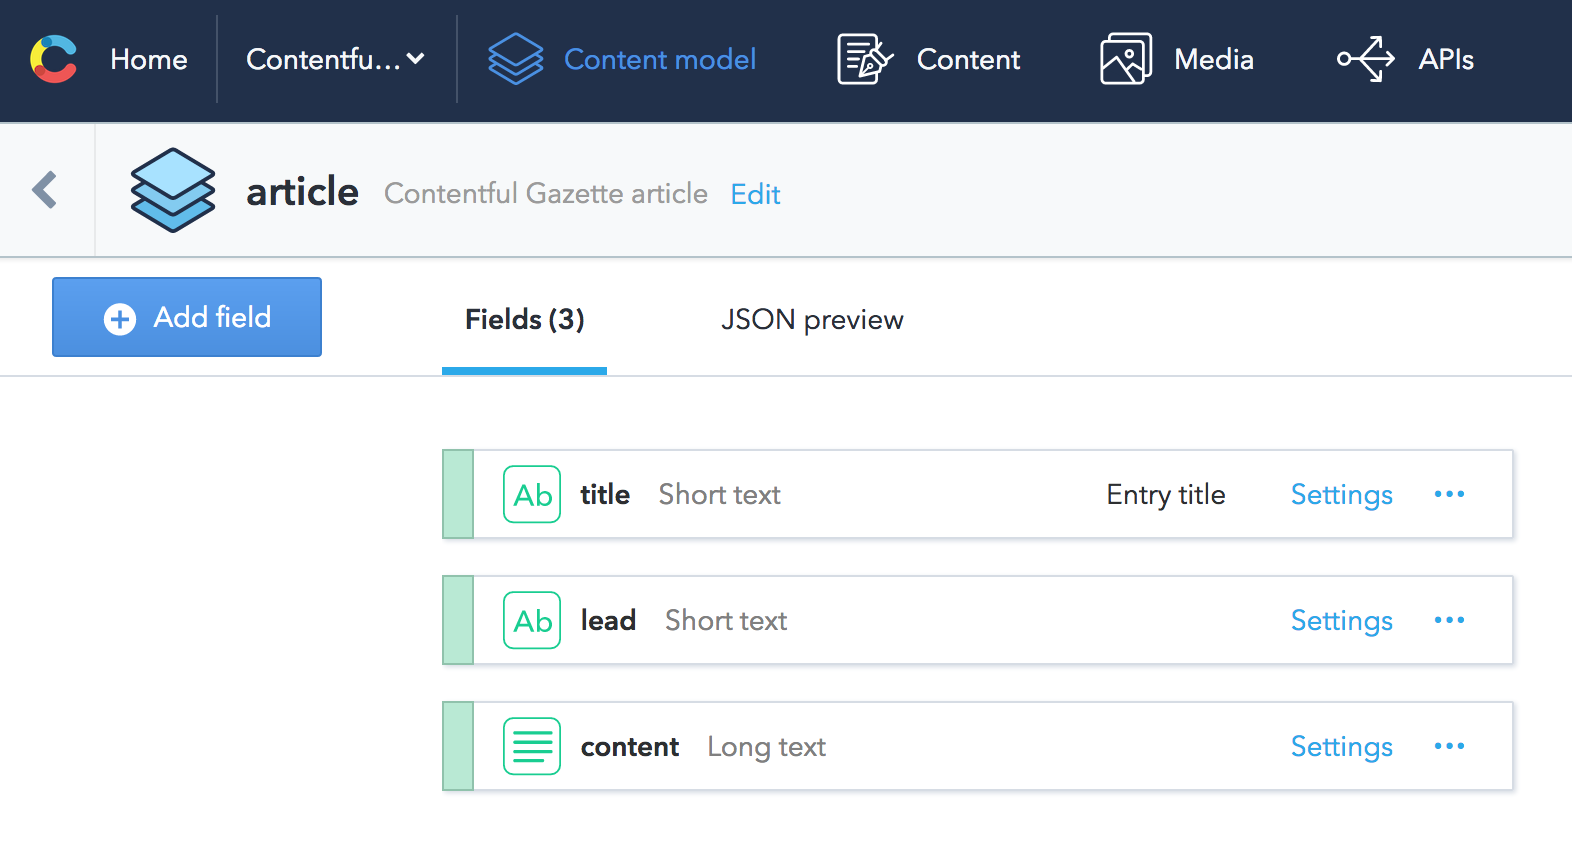 Home Contentfu... Content model Content Media APIs
article Contentful Gazette article Edit
Add field Fields (3) JSON preview
Ab title Short text Entry title Settings ...
Ab lead Short text Settings ...
content Long text Settings ...